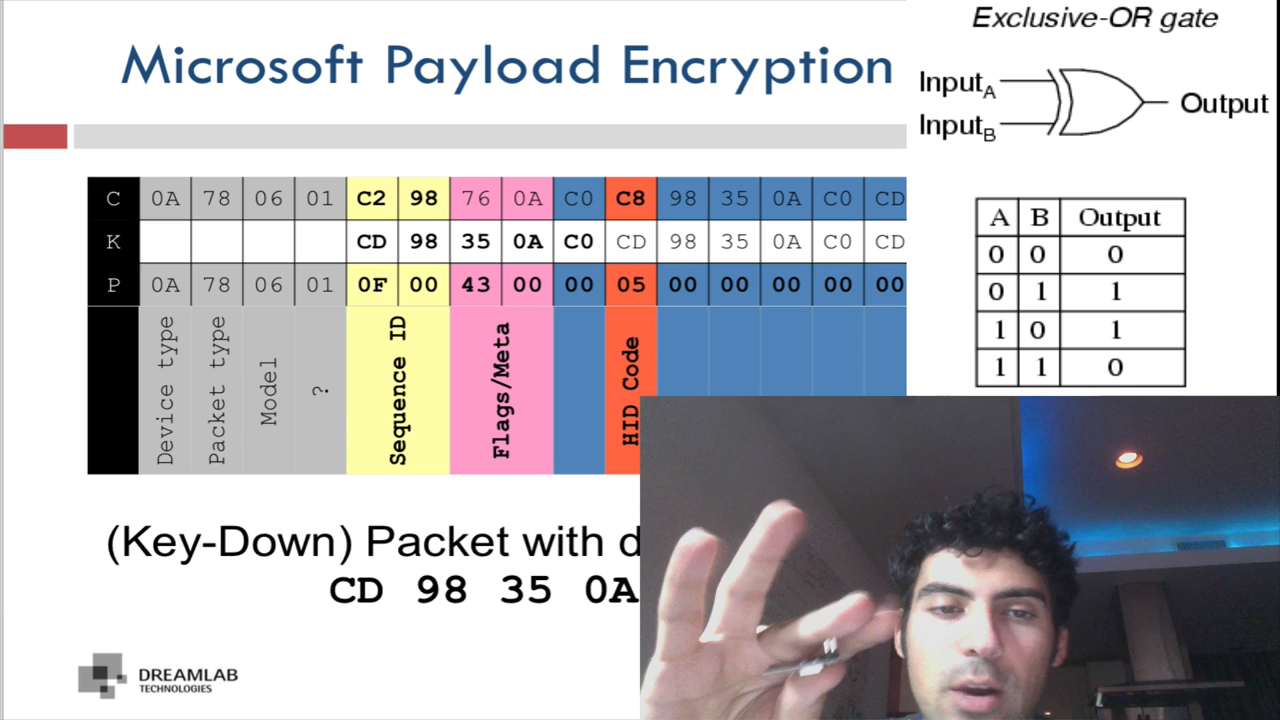 Microsoft Payload Encryption
C 0A 78 06 01 C2 98 76 0A C0 C8 98 35 0A C0 CD
K CD 98 35 0A C0 CD 98 35 0A C0 CD
P 0A 78 06 01 0F 00 43 00 00 05 00 00 00 00 00
Device type
Packet type
Model
?
Sequence ID
Flags/Meta
HID Code
(Key-Down) Packet with
CD 98 35 0A
DREAMLAB
TECHNOLOGIES
Exclusive-OR gate
InputA
InputB
Output
A B Output
0 0 0
0 1 1
1 0 1
1 1 0